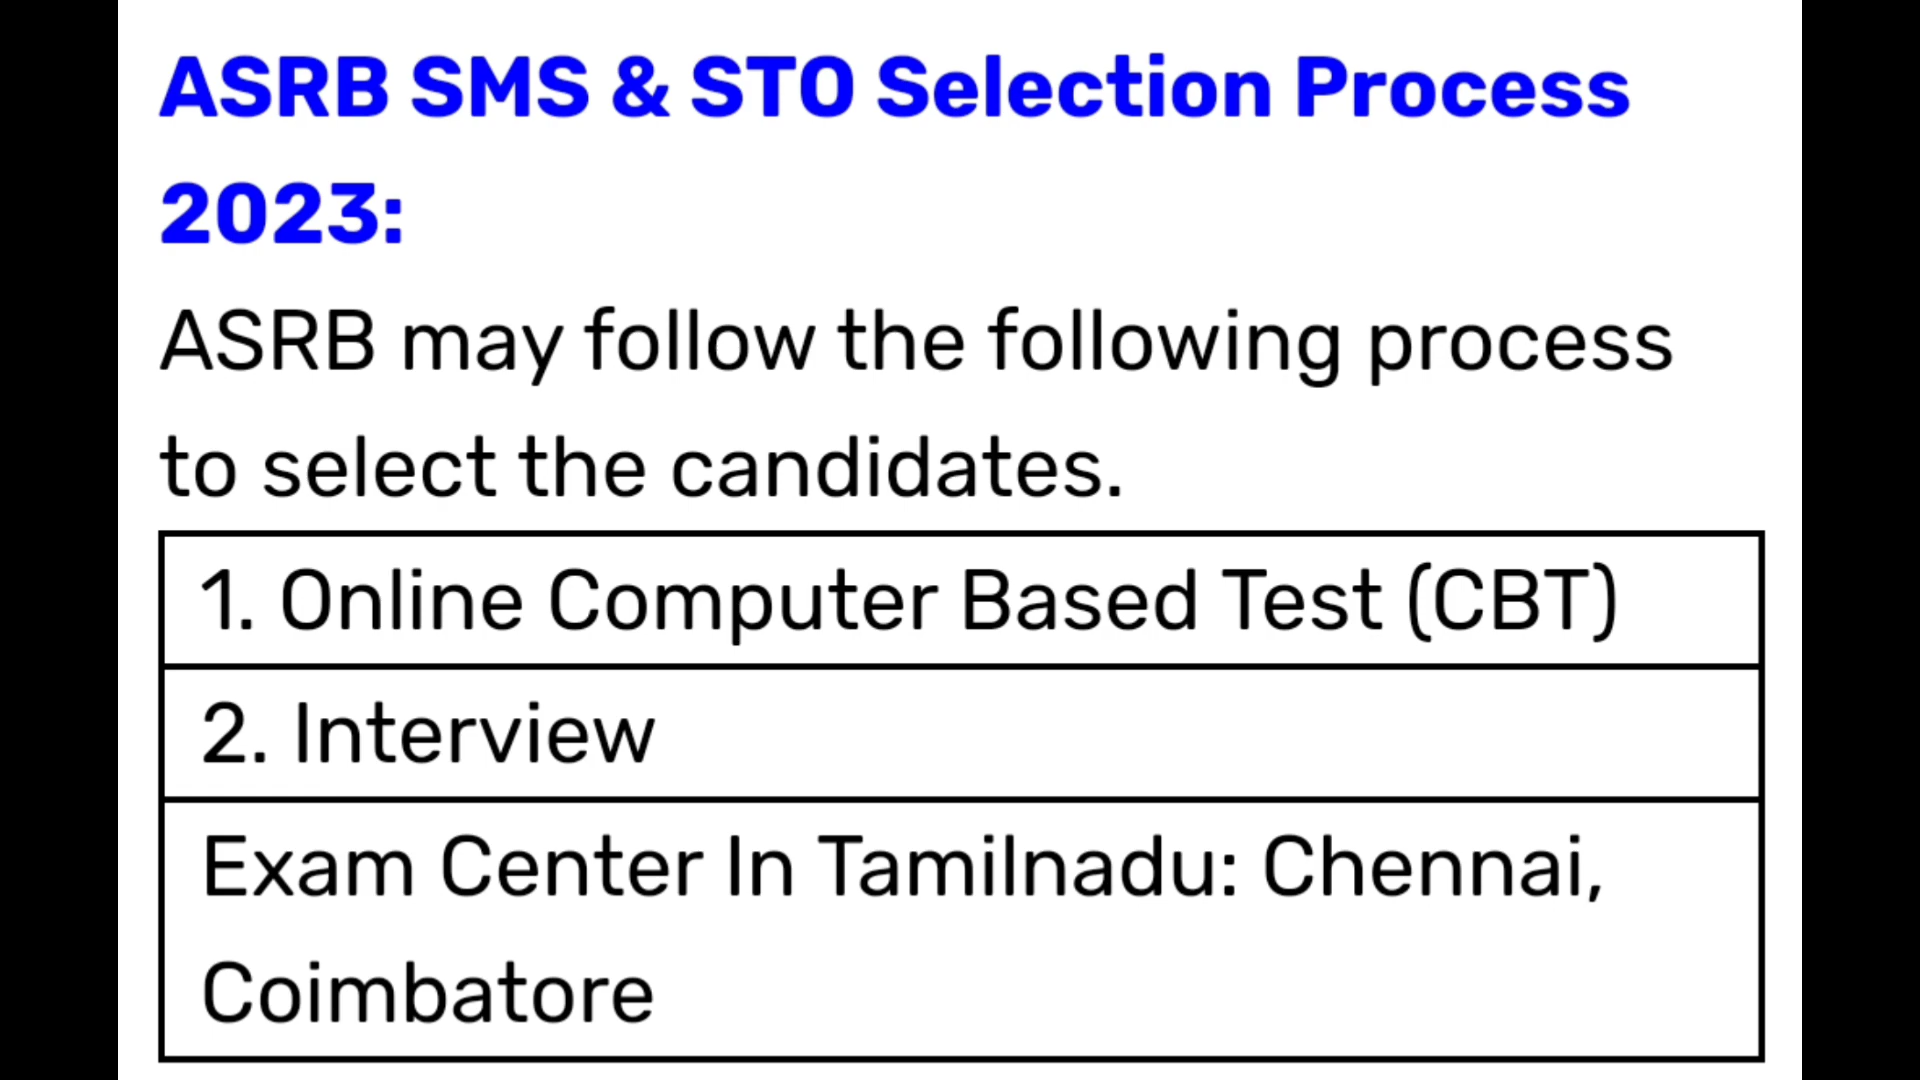 ASRB SMS & STO Selection Process
2023:
ASRB may follow the following process
to select the candidates.
1. Online Computer Based Test (CBT)
2. Interview
Exam Center In Tamilnadu: Chennai,
Coimbatore